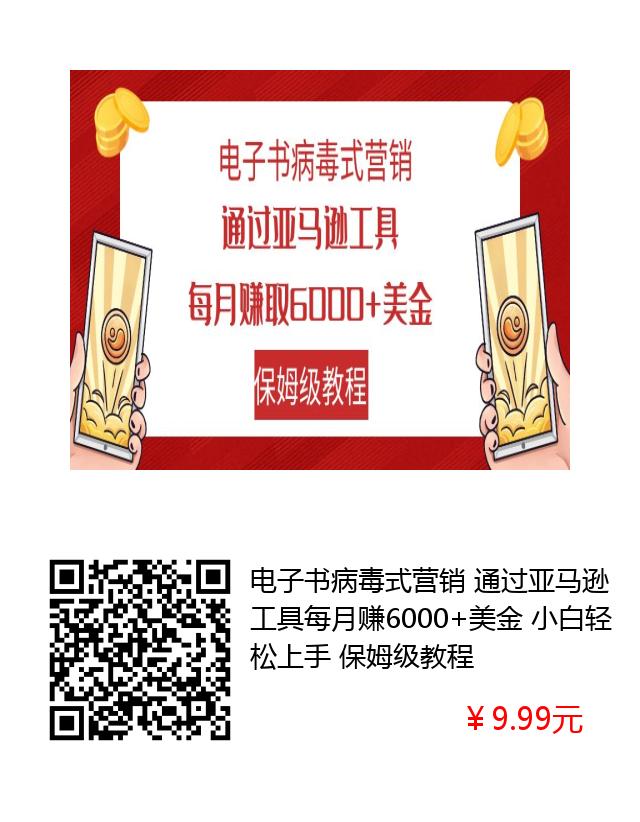 电子书病毒式营销
通过亚马逊工具
每月赚取6000+美金
保姆级教程
电子书病毒式营销 通过亚马逊
工具每月赚6000+美金 小白轻
松上手 保姆级教程
￥9.99元